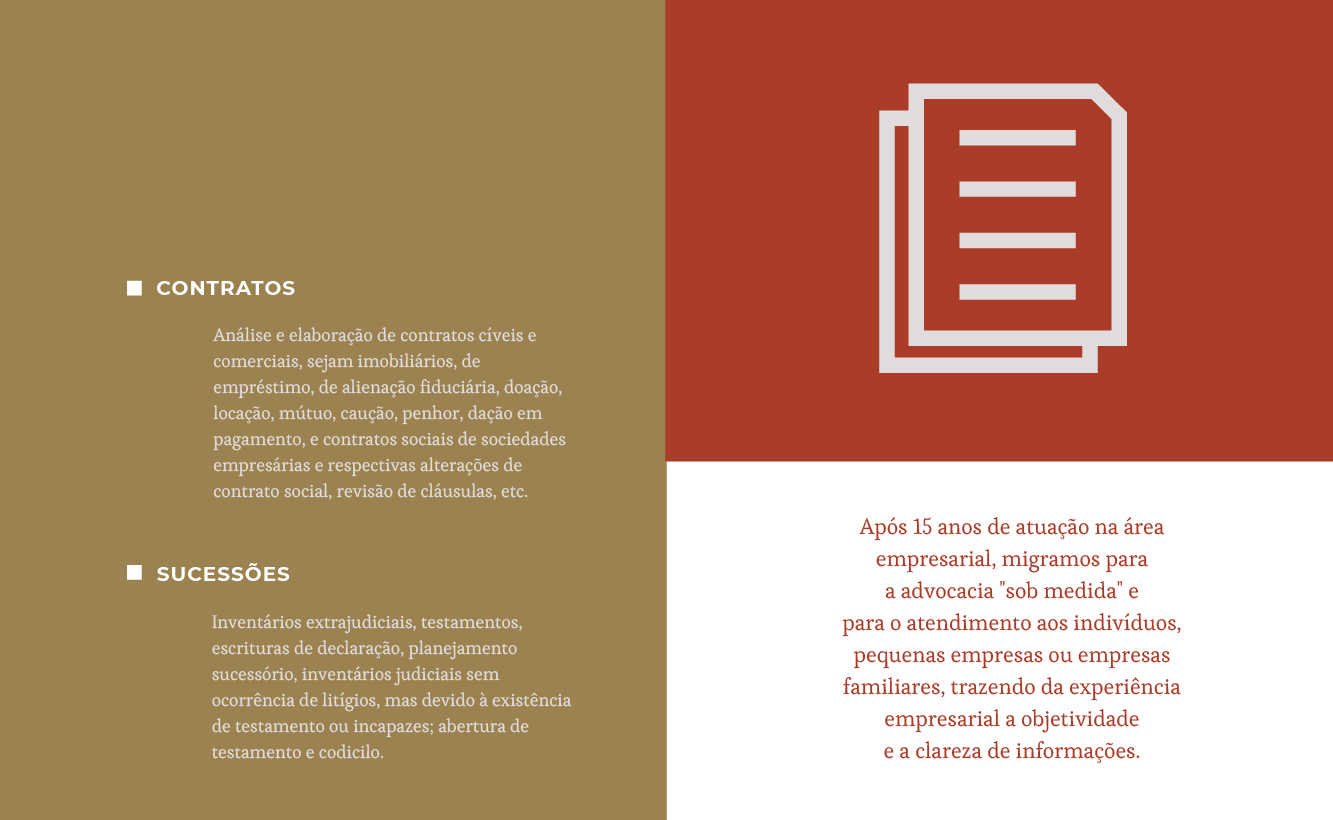 CONTRATOS
Análise e elaboração de contratos cíveis e
comerciais, sejam imobiliários, de
empréstimo, de alienação fiduciária, doação,
locação, mútuo, caução, penhor, dação em
pagamento, e contratos sociais de sociedades
empresárias e respectivas alterações de
contrato social, revisão de cláusulas, etc.
SUCESSÕES
Inventários extrajudiciais, testamentos,
escrituras de declaração, planejamento
sucessório, inventários judiciais sem
ocorrência de litígios, mas devido à existência
de testamento ou incapazes; abertura de
testamento e codicilo.
Após 15 anos de atuação na área
empresarial, migramos para
a advocacia "sob medida" e
para o atendimento aos indivíduos,
pequenas empresas ou empresas
familiares, trazendo da experiência
empresarial a objetividade
e a clareza de informações.